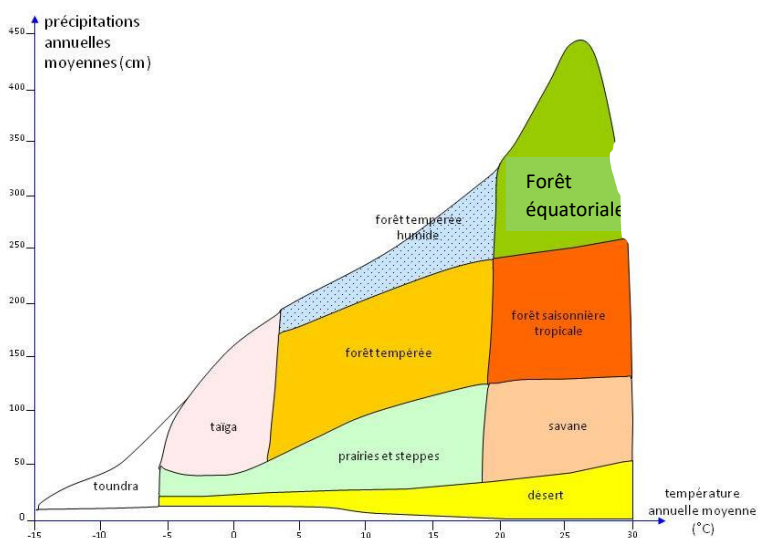 précipitations
annuelles
moyennes (cm)
450
400
350
300
250
200
150
100
50
0
Forêt
équatoriale
forêt tempérée
humide
forêt saisonnière
tropicale
forêt tempérée
taïga
savane
prairies et steppes
toundra
désert
température
annuelle moyenne
(°C)
-15
-10
-5
0
5
10
15
20
25
30